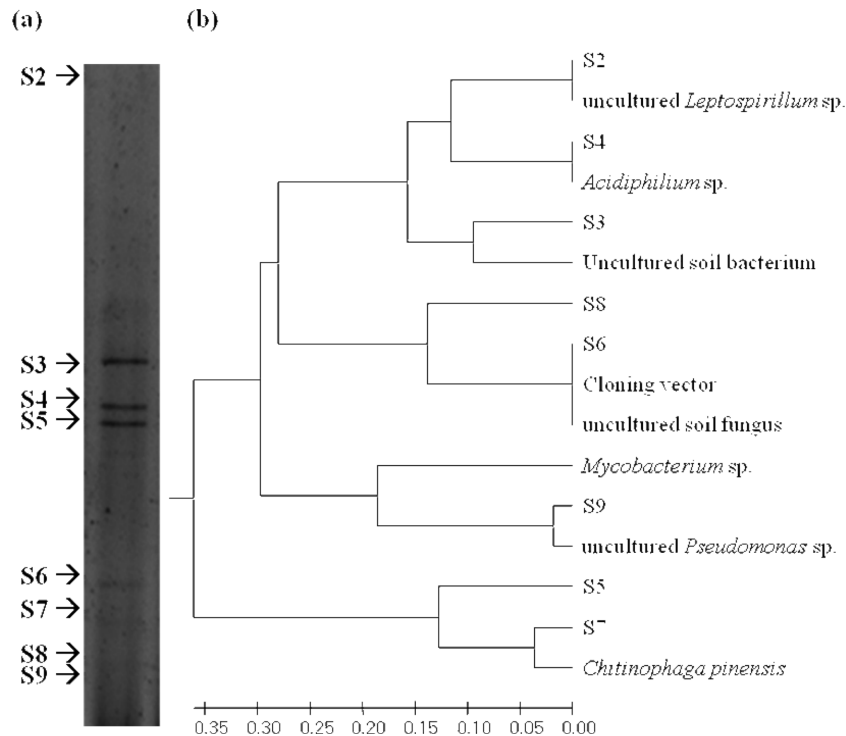 (a)
(b)
S2 →
S3 →
S4 →
S5 →
S6 →
S7 →
S8 →
S9 →
S2
uncultured Leptospirillum sp.
S4
Acidiphilium sp.
S3
Uncultured soil bacterium
S8
S6
Cloning vector
uncultured soil fungus
Mycobacterium sp.
S9
uncultured Pseudomonas sp.
S5
S7
Chitinophaga pinensis
0.35 0.30 0.25 0.20 0.15 0.10 0.05 0.00